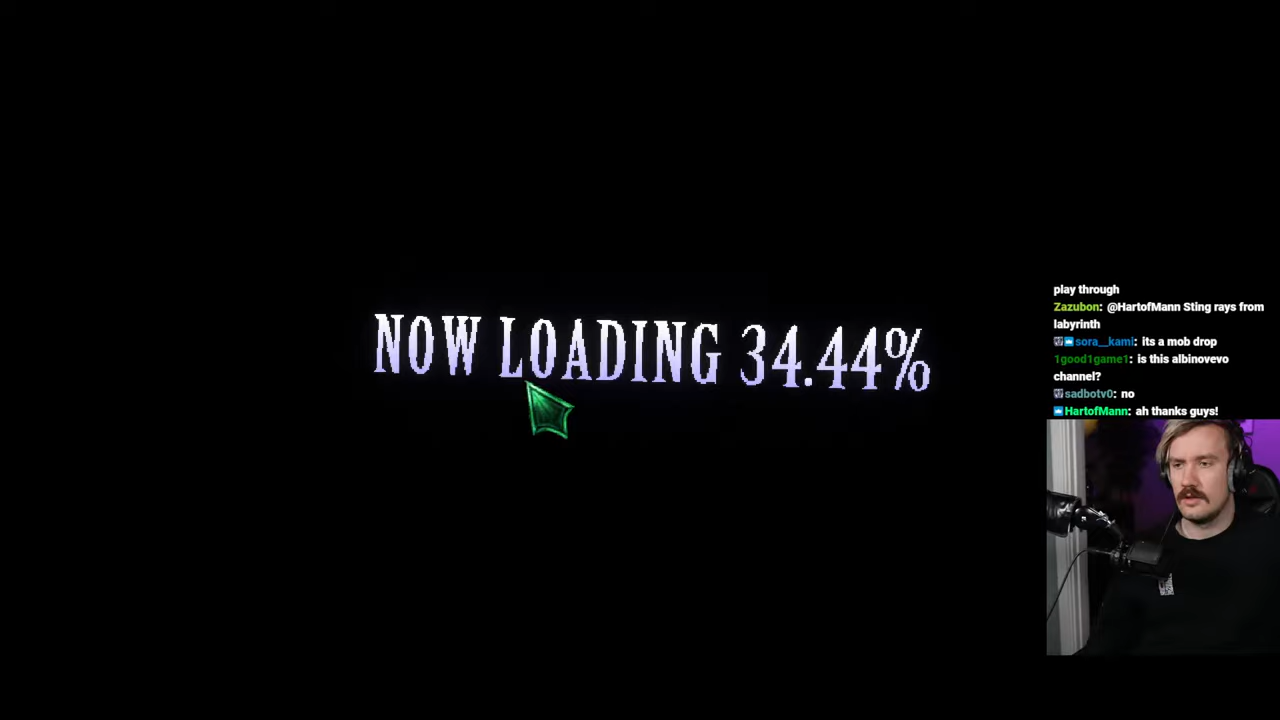 NOW LOADING 34.44%
play through
Zazubon: @HartofMann Sting rays from
labyrinth
sora__kami: its a mob drop
1good1game1: is this albinovevo
channel?
sadbotv0: no
HartofMann: ah thanks guys!